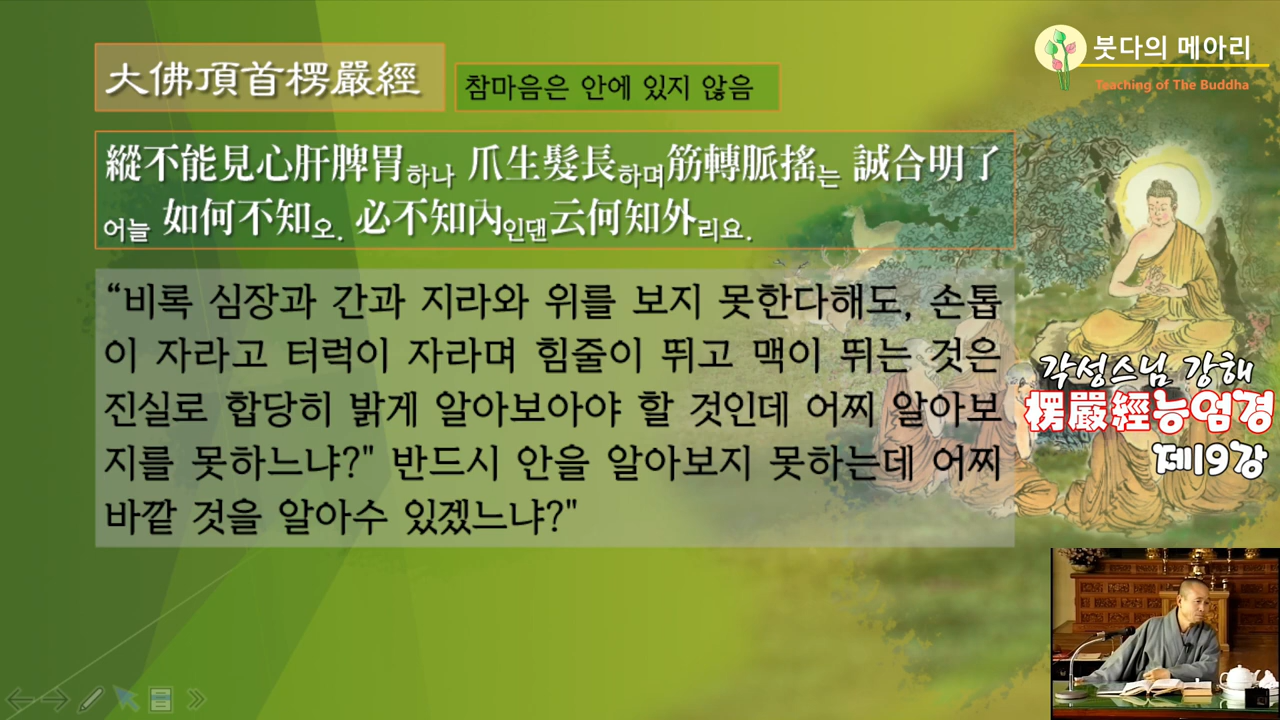 大佛頂首楞嚴經
참마음은 안에 있지 않음
붓다의 메아리
Teaching of The Buddha
縱不能見心肝脾胃하나 爪生髮長하며筋轉脈搖는 誠合明了
어늘 如何不知오. 必不知內인댄云何知外리요.
“비록 심장과 간과 지라와 위를 보지 못한다해도, 손톱
이 자라고 터럭이 자라며 힘줄이 뛰고 맥이 뛰는 것은
진실로 합당히 밝게 알아보아야 할 것인데 어찌 알아보
지를 못하느냐?" 반드시 안을 알아보지 못하는데 어찌
바깥 것을 알아수 있겠느냐?"
각성스님 강해
楞嚴經능엄경
제19강